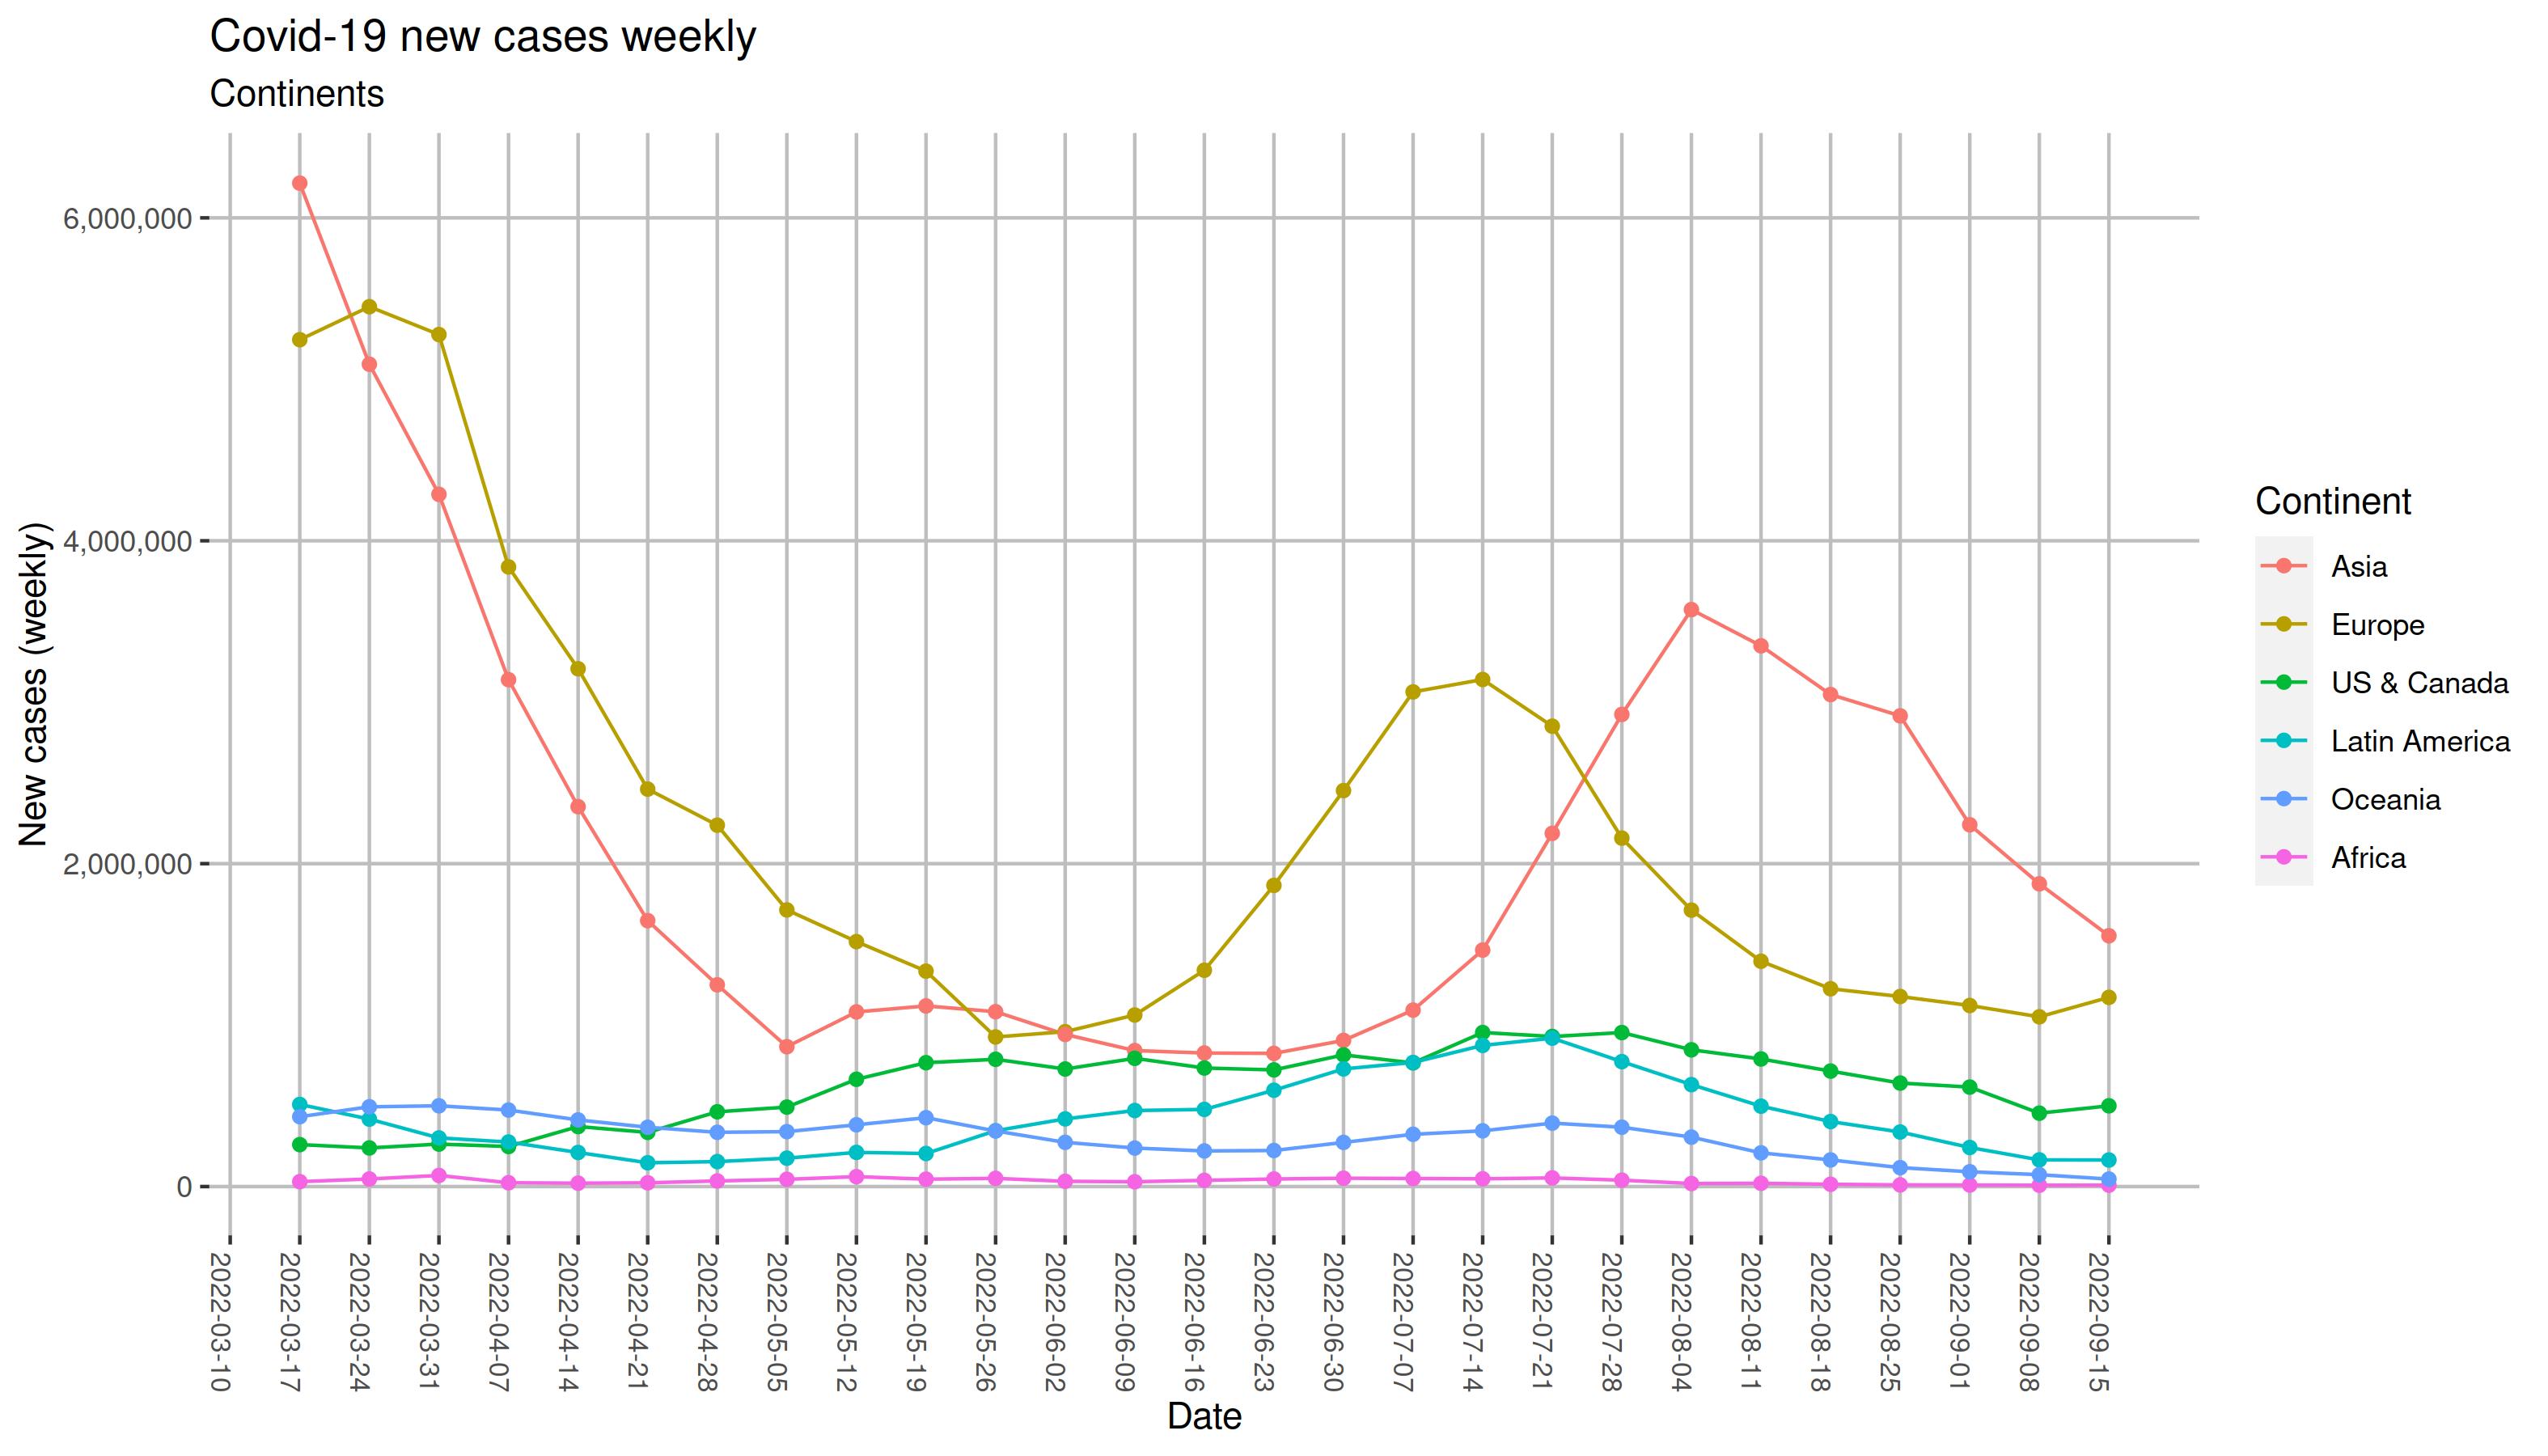 Covid-19 new cases weekly
Continents
New cases (weekly)
6,000,000
4,000,000
2,000,000
0
2022-03-10
2022-03-17
2022-03-24
2022-03-31
2022-04-07
2022-04-14
2022-04-21
2022-04-28
2022-05-05
2022-05-12
2022-05-19
2022-05-26
2022-06-02
2022-06-09
2022-06-16
2022-06-23
2022-06-30
2022-07-07
2022-07-14
2022-07-21
2022-07-28
2022-08-04
2022-08-11
2022-08-18
2022-08-25
2022-09-01
2022-09-08
2022-09-15
Date
Continent
Asia
Europe
US & Canada
Latin America
Oceania
Africa